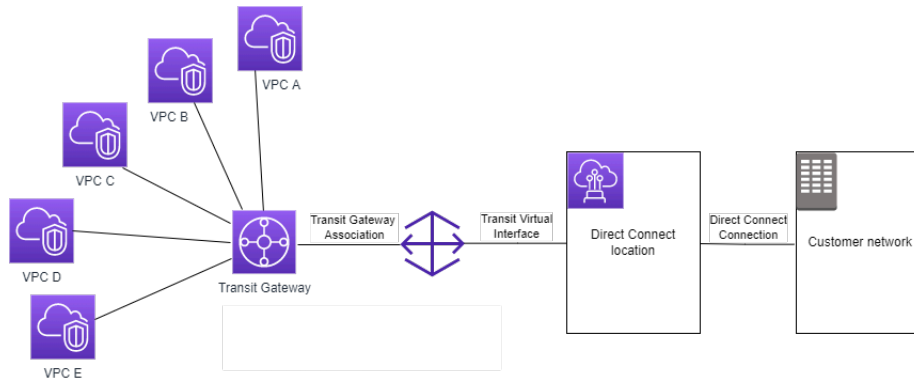 VPC A
VPC B
VPC C
VPC D
VPC E
Transit Gateway
Transit Gateway
Association
Transit Virtual
Interface
Direct Connect
location
Direct Connect
Connection
Customer network